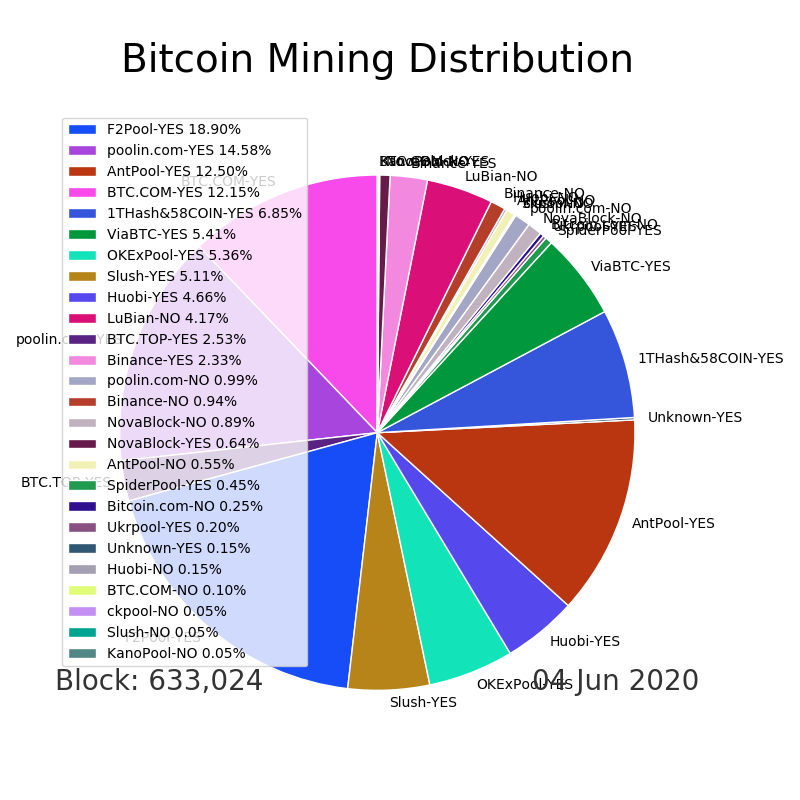 Bitcoin Mining Distribution
F2Pool-YES 18.90%
poolin.com-YES 14.58%
AntPool-YES 12.50%
BTC.COM-YES 12.15%
1THash&58COIN-YES 6.85%
ViaBTC-YES 5.41%
OKExPool-YES 5.36%
Slush-YES 5.11%
Huobi-YES 4.66%
LuBian-NO 4.17%
BTC.TOP-YES 2.53%
Binance-YES 2.33%
poolin.com-NO 0.99%
Binance-NO 0.94%
NovaBlock-NO 0.89%
NovaBlock-YES 0.64%
AntPool-NO 0.55%
SpiderPool-YES 0.45%
Bitcoin.com-NO 0.25%
Ukrpool-YES 0.20%
Unknown-YES 0.15%
Huobi-NO 0.15%
BTC.COM-NO 0.10%
ckpool-NO 0.05%
Slush-NO 0.05%
KanoPool-NO 0.05%
BTC.COM-YES
BTC.TOP-YES
F2Pool-YES
Binance-YES
LuBian-NO
Binance-NO
poolin.com-NO
NovaBlock-NO
SpiderPool-YES
ViaBTC-YES
1THash&58COIN-YES
Unknown-YES
AntPool-YES
Huobi-YES
OKExPool-YES
Slush-YES
Block: 633,024
04 Jun 2020